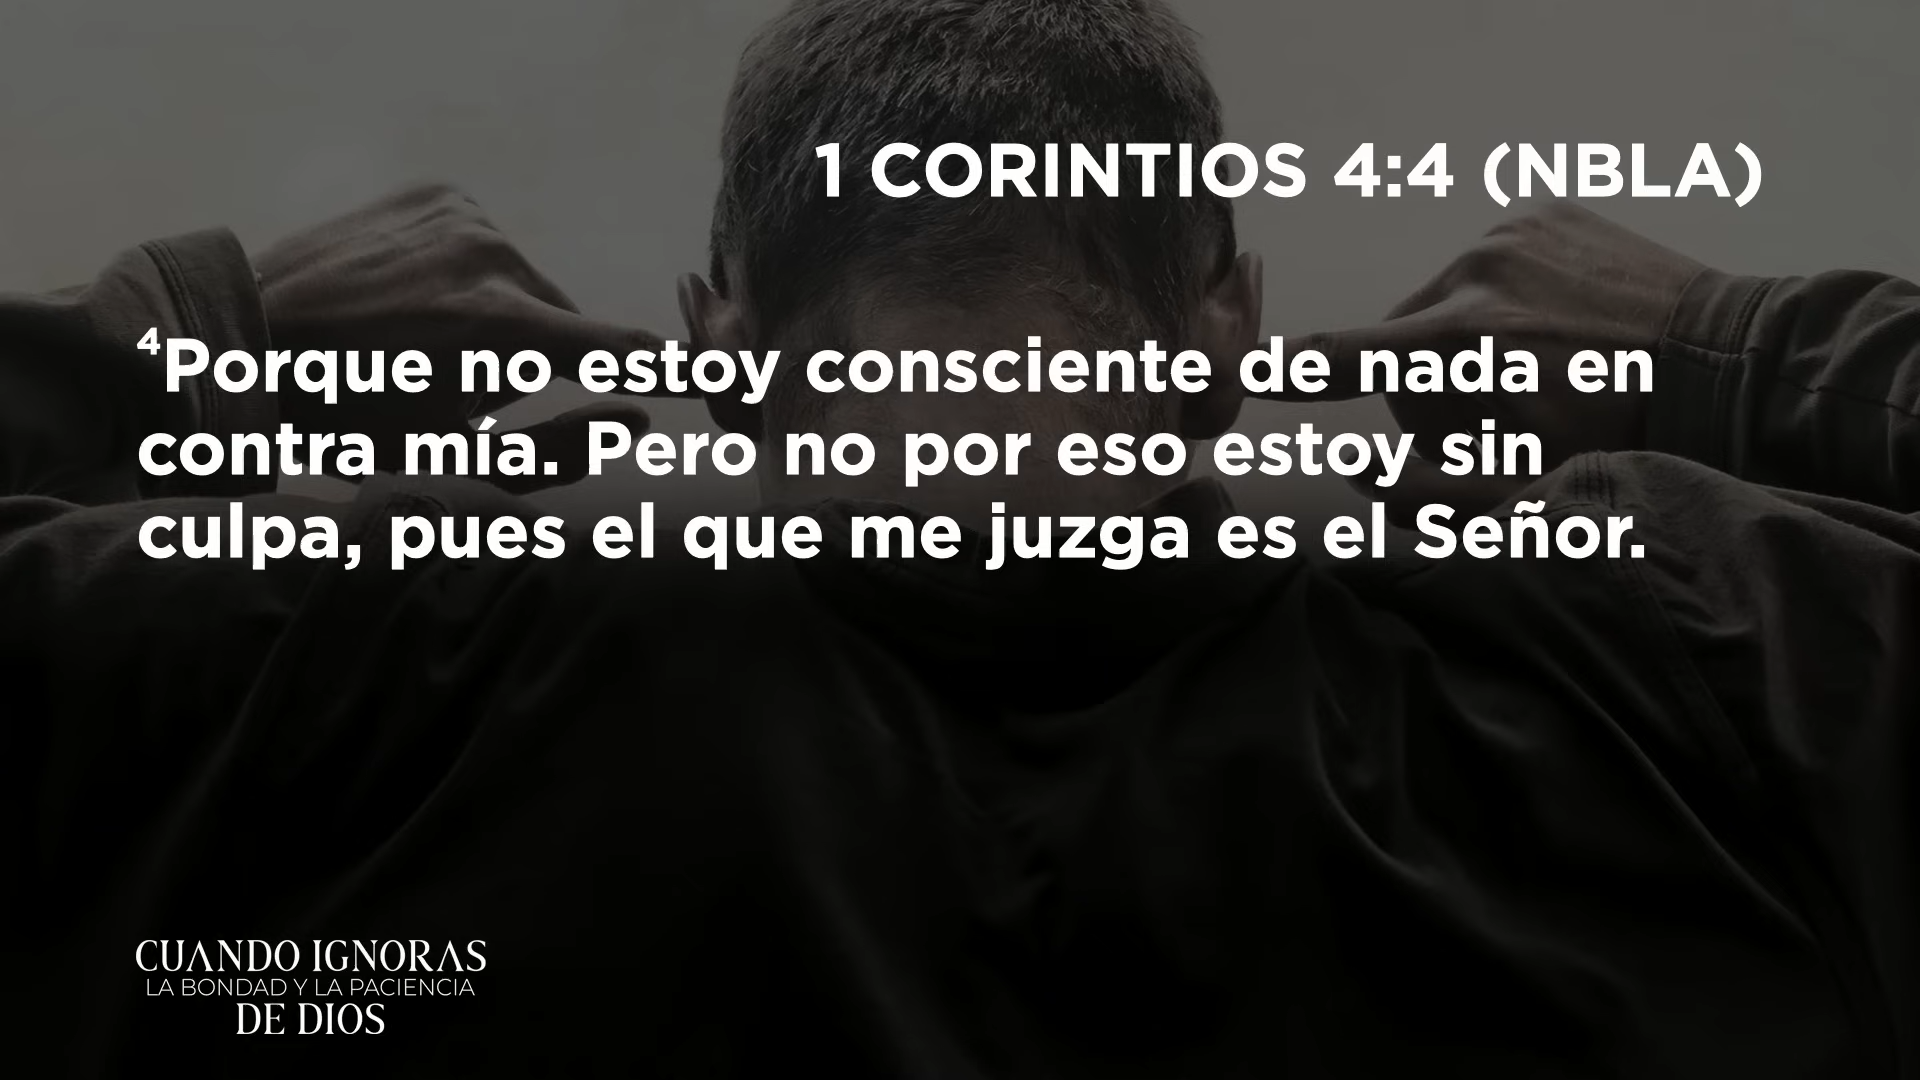 1 CORINTIOS 4:4 (NBLA)
⁴Porque no estoy consciente de nada en
contra mía. Pero no por eso estoy sin
culpa, pues el que me juzga es el Señor.
CUANDO IGNORAS
LA BONDAD Y LA PACIENCIA
DE DIOS